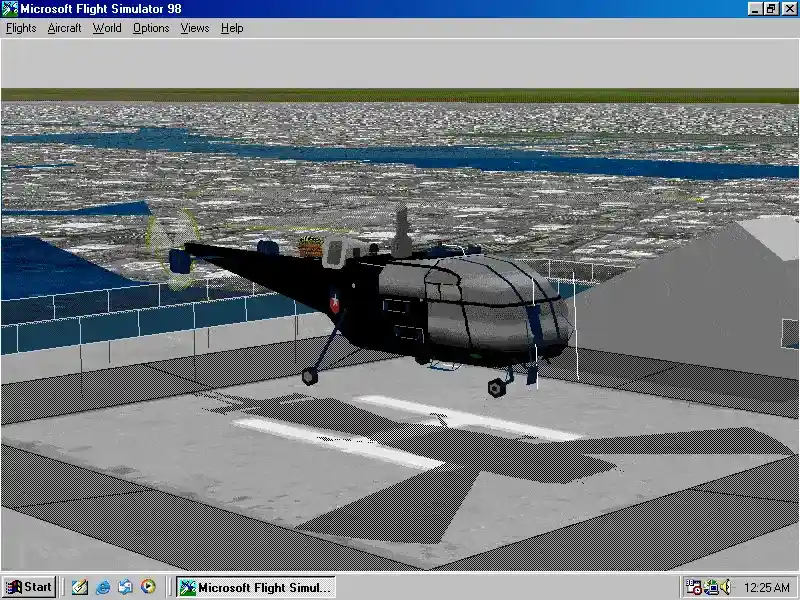 Microsoft Flight Simulator 98
Flights Aircraft World Options Views Help
Start Microsoft Flight Simul... 12:25 AM